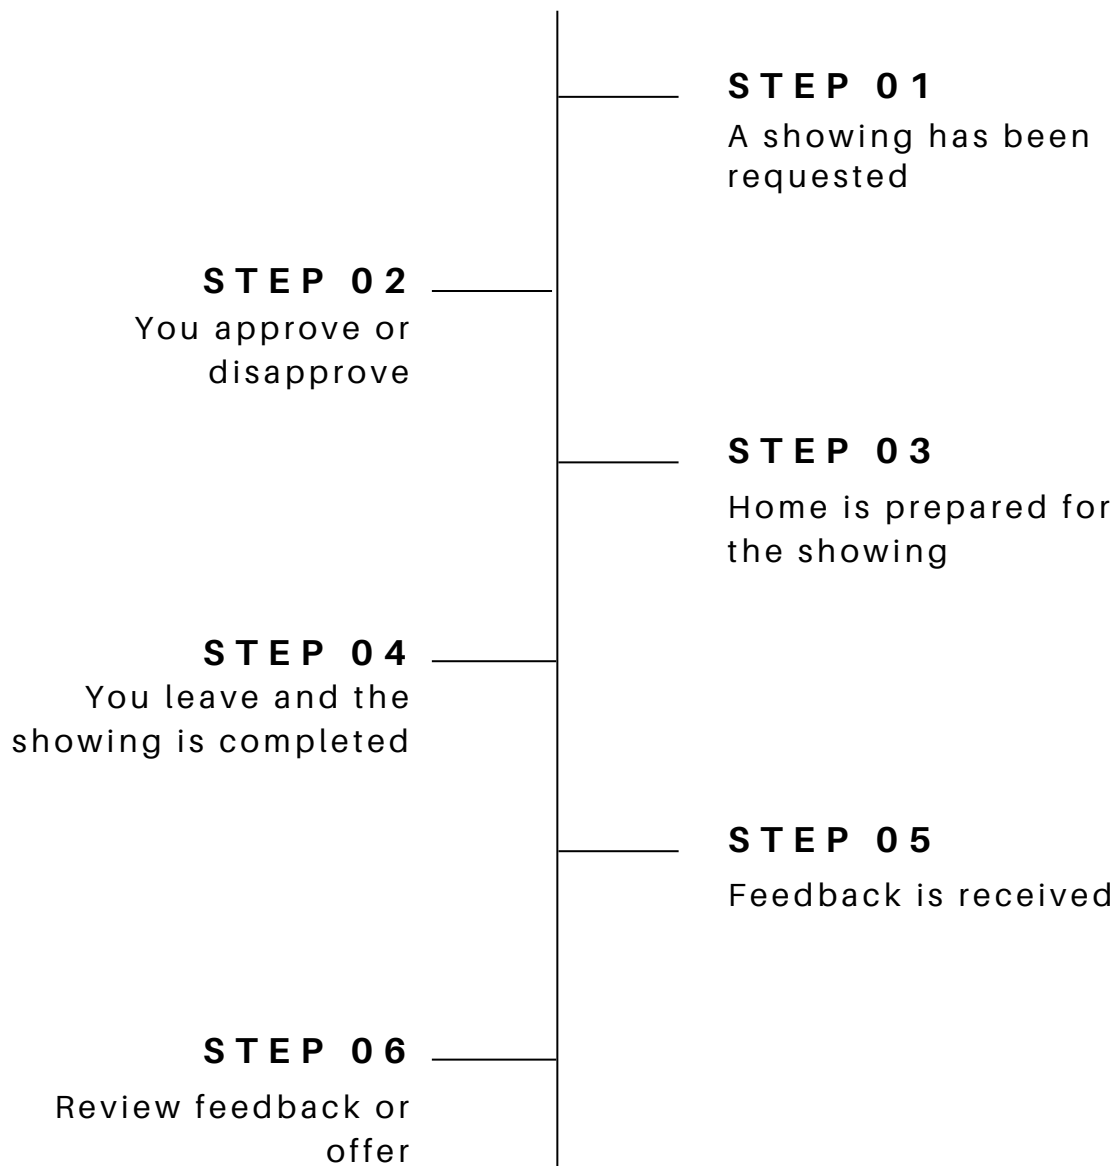 STEP 01
A showing has been
requested
STEP 02
You approve or
disapprove
STEP 03
Home is prepared for
the showing
STEP 04
You leave and the
showing is completed
STEP 05
Feedback is received
STEP 06
Review feedback or
offer